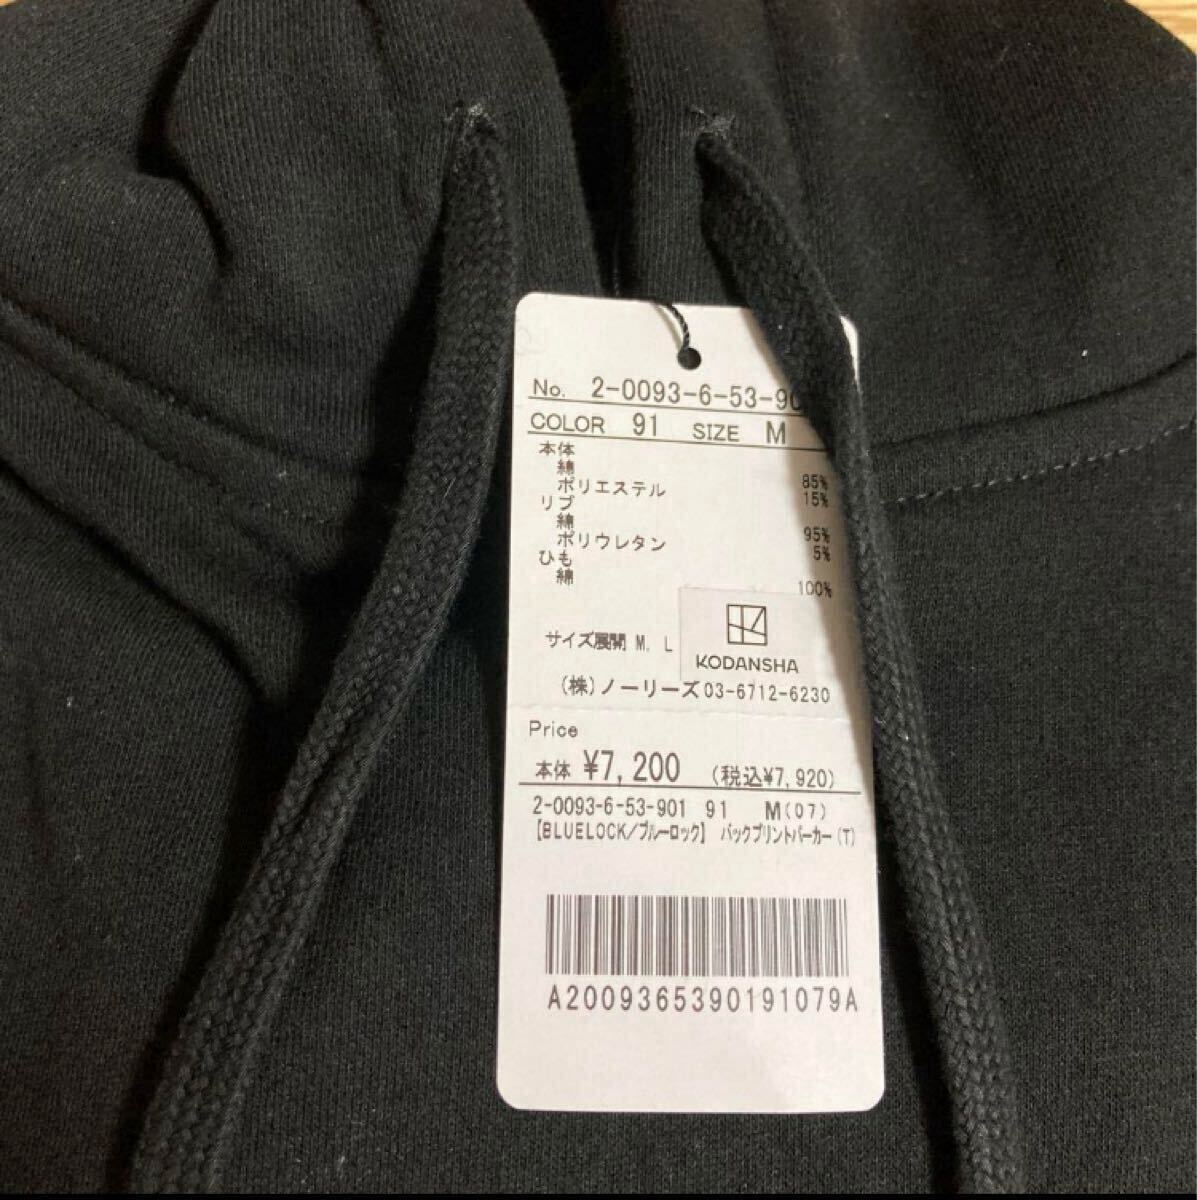 No. 2-0093-6-53-90
COLOR 91 SIZE M
本体
綿 85%
ポリエステル 15%
リブ
綿 95%
ポリウレタン 5%
ひも
綿 100%
サイズ展開 M, L
KODANSHA
(株)ノーリーズ03-6712-6230
Price
本体 ¥7,200 (税込¥7,920)
2-0093-6-53-901 91 M(07)
【BLUELOCK/ブルーロック】 バックプリントパーカー(T)
A20093653901910​79A